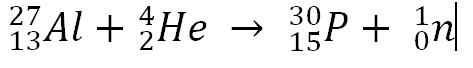 ²⁷₁₃Al + ⁴₂He → ³⁰₁₅P + ¹₀n